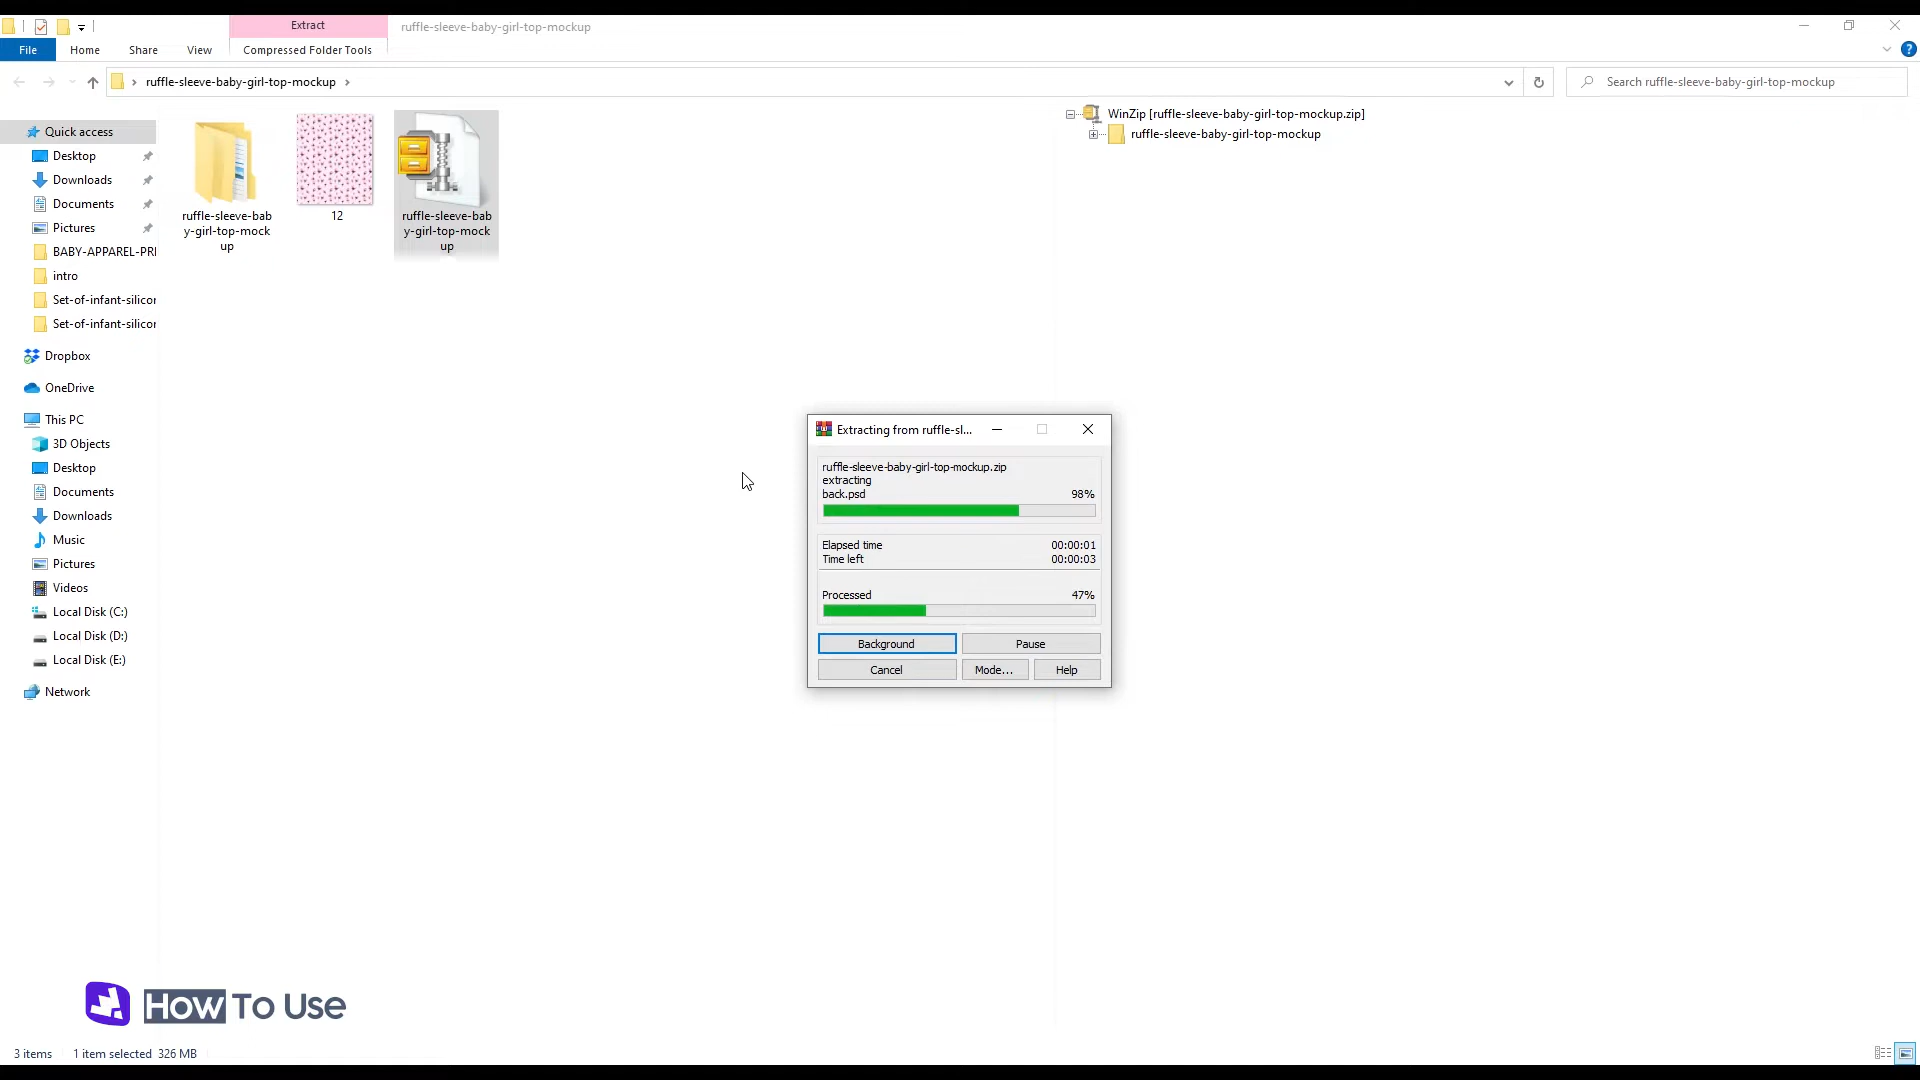 Extract
ruffle-sleeve-baby-girl-top-mockup
File
Home
Share
View
Compressed Folder Tools
ruffle-sleeve-baby-girl-top-mockup
Search ruffle-sleeve-baby-girl-top-mockup
Quick access
Desktop
Downloads
Documents
Pictures
BABY-APPAREL-PRI
intro
Set-of-infant-silicor
Set-of-infant-silicor
Dropbox
OneDrive
This PC
3D Objects
Desktop
Documents
Downloads
Music
Pictures
Videos
Local Disk (C:)
Local Disk (D:)
Local Disk (E:)
Network
ruffle-sleeve-bab
y-girl-top-mock
up
12
ruffle-sleeve-bab
y-girl-top-mock
up
WinZip [ruffle-sleeve-baby-girl-top-mockup.zip]
ruffle-sleeve-baby-girl-top-mockup
Extracting from ruffle-sl...
ruffle-sleeve-baby-girl-top-mockup.zip
extracting
back.psd 98%
Elapsed time 00:00:01
Time left 00:00:03
Processed 47%
Background
Pause
Cancel
Mode...
Help
How To Use
3 items 1 item selected 326 MB